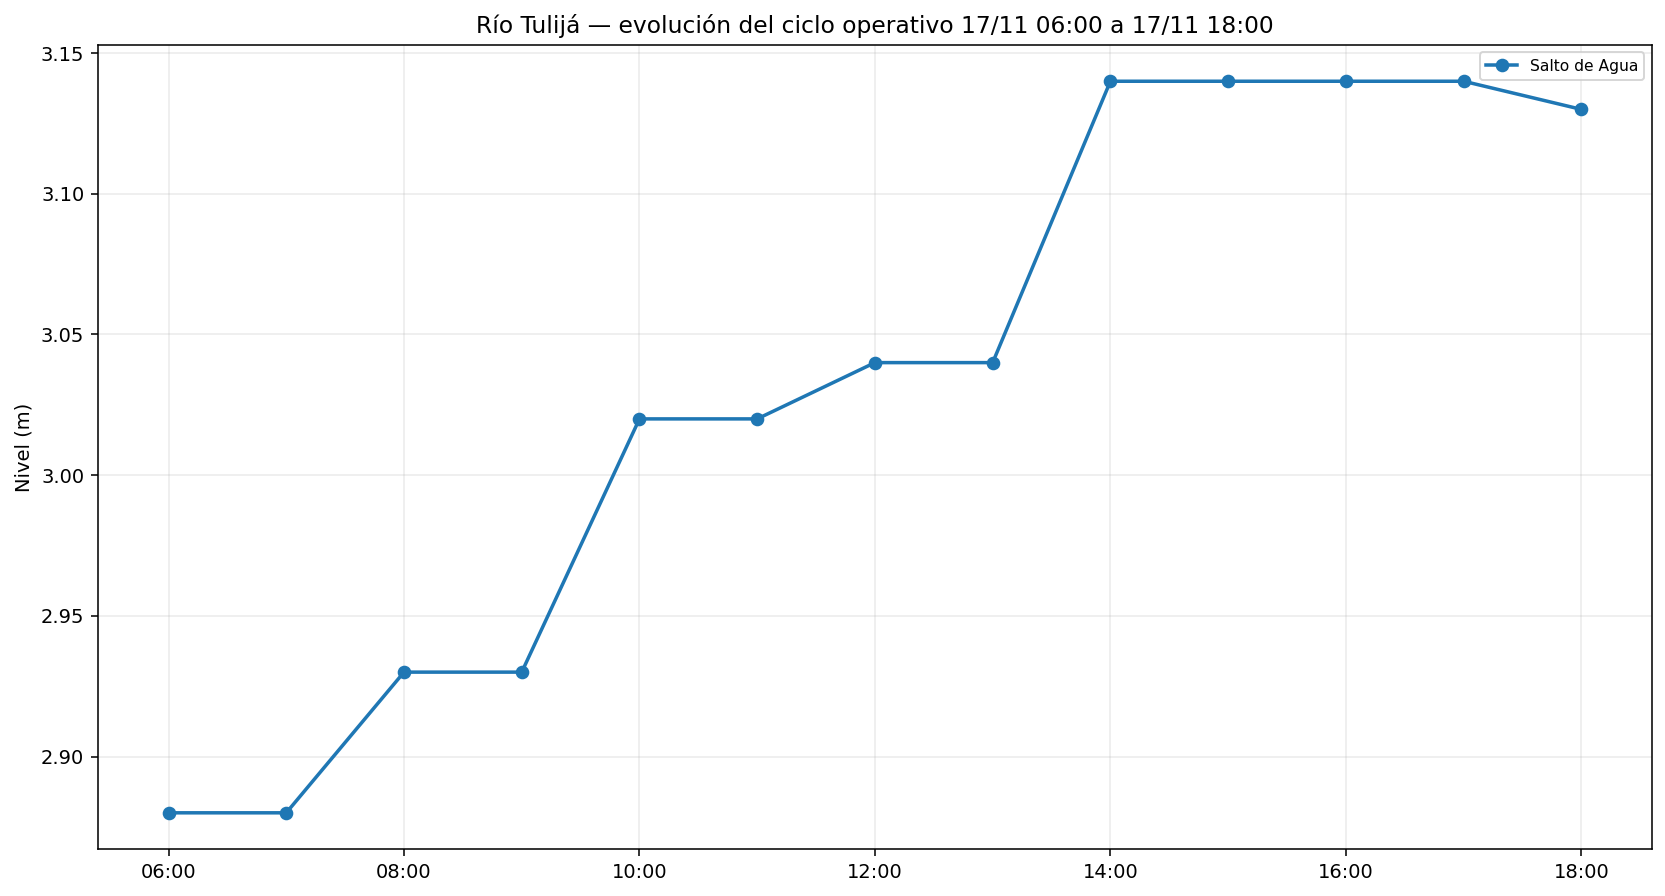 Río Tulijá — evolución del ciclo operativo 17/11 06:00 a 17/11 18:00
Salto de Agua
Nivel (m)
3.15
3.10
3.05
3.00
2.95
2.90
06:00 08:00 10:00 12:00 14:00 16:00 18:00